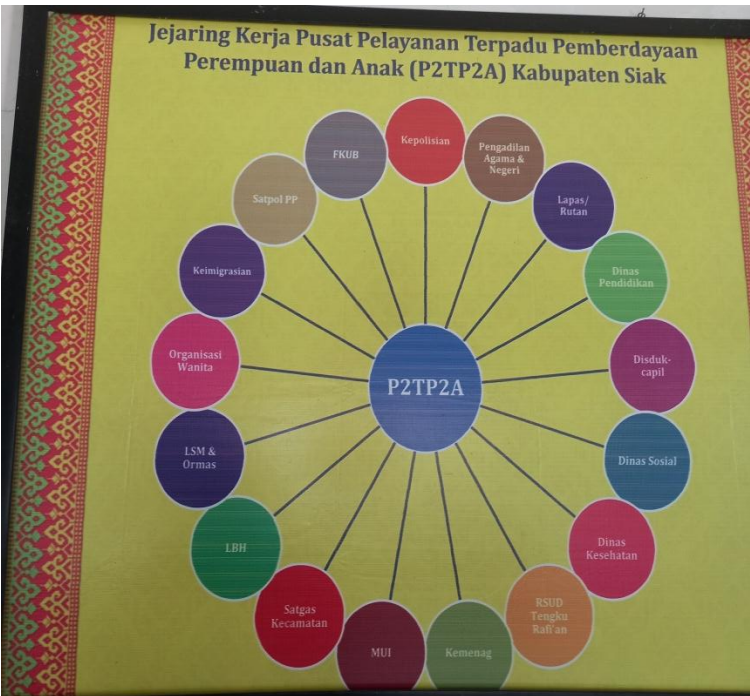 Jejaring Kerja Pusat Pelayanan Terpadu Pemberdayaan
Perempuan dan Anak (P2TP2A) Kabupaten Siak
Kepolisian
Pengadilan
Agama &
Negeri
Lapas/
Rutan
Dinas
Pendidikan
Disduk-
capil
Dinas Sosial
Dinas
Kesehatan
RSUD
Tengku
Rafi'an
Kemenag
MUI
Satgas
Kecamatan
LBH
LSM &
Ormas
Organisasi
Wanita
Keimigrasian
Satpol PP
FKUB
P2TP2A